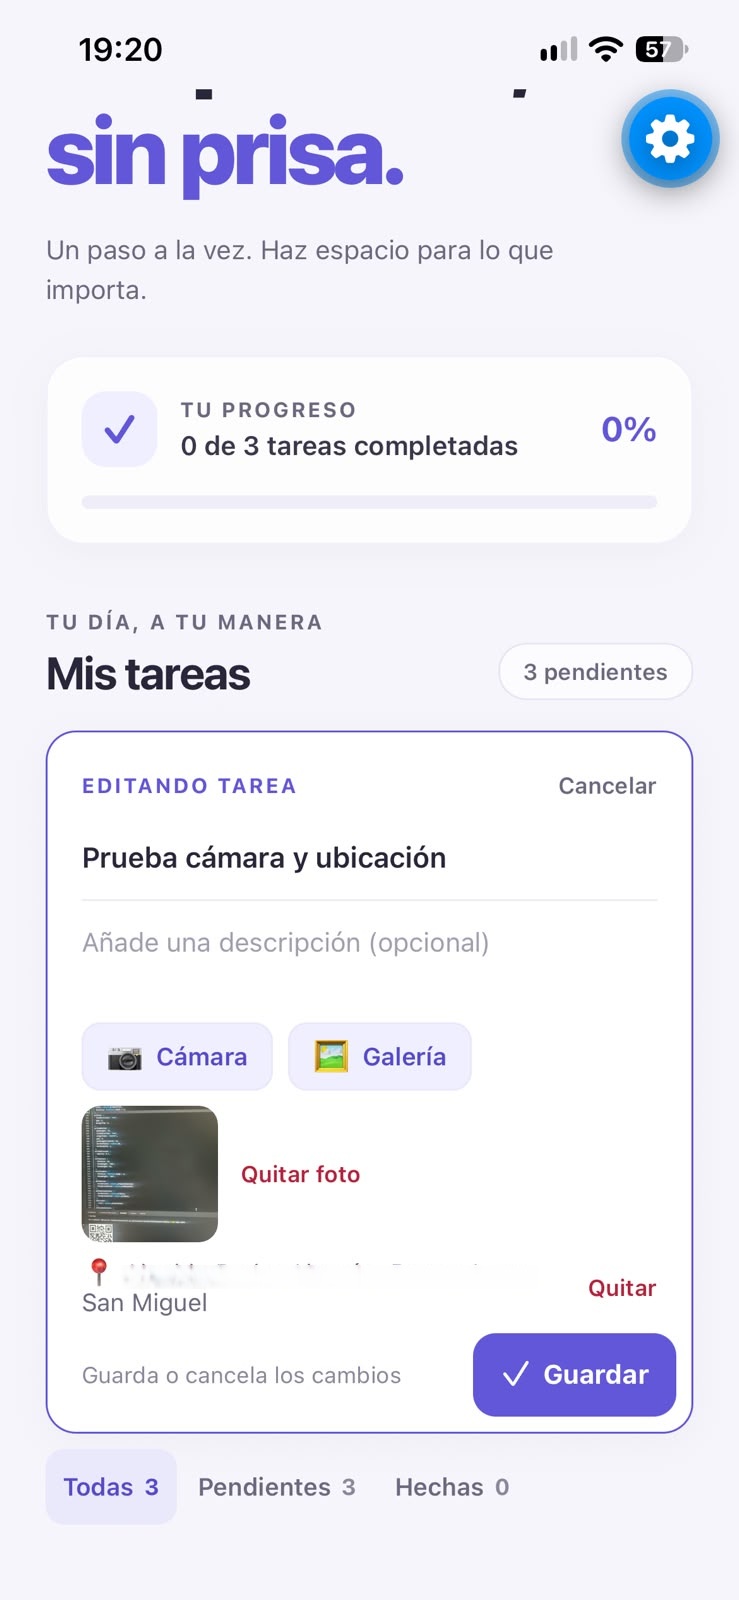 19:20
57
sin prisa.
Un paso a la vez. Haz espacio para lo que
importa.
TU PROGRESO
0 de 3 tareas completadas
0%
TU DÍA, A TU MANERA
Mis tareas
3 pendientes
EDITANDO TAREA
Cancelar
Prueba cámara y ubicación
Añade una descripción (opcional)
Cámara
Galería
Quitar foto
San Miguel
Quitar
Guarda o cancela los cambios
Guardar
Todas 3
Pendientes 3
Hechas 0